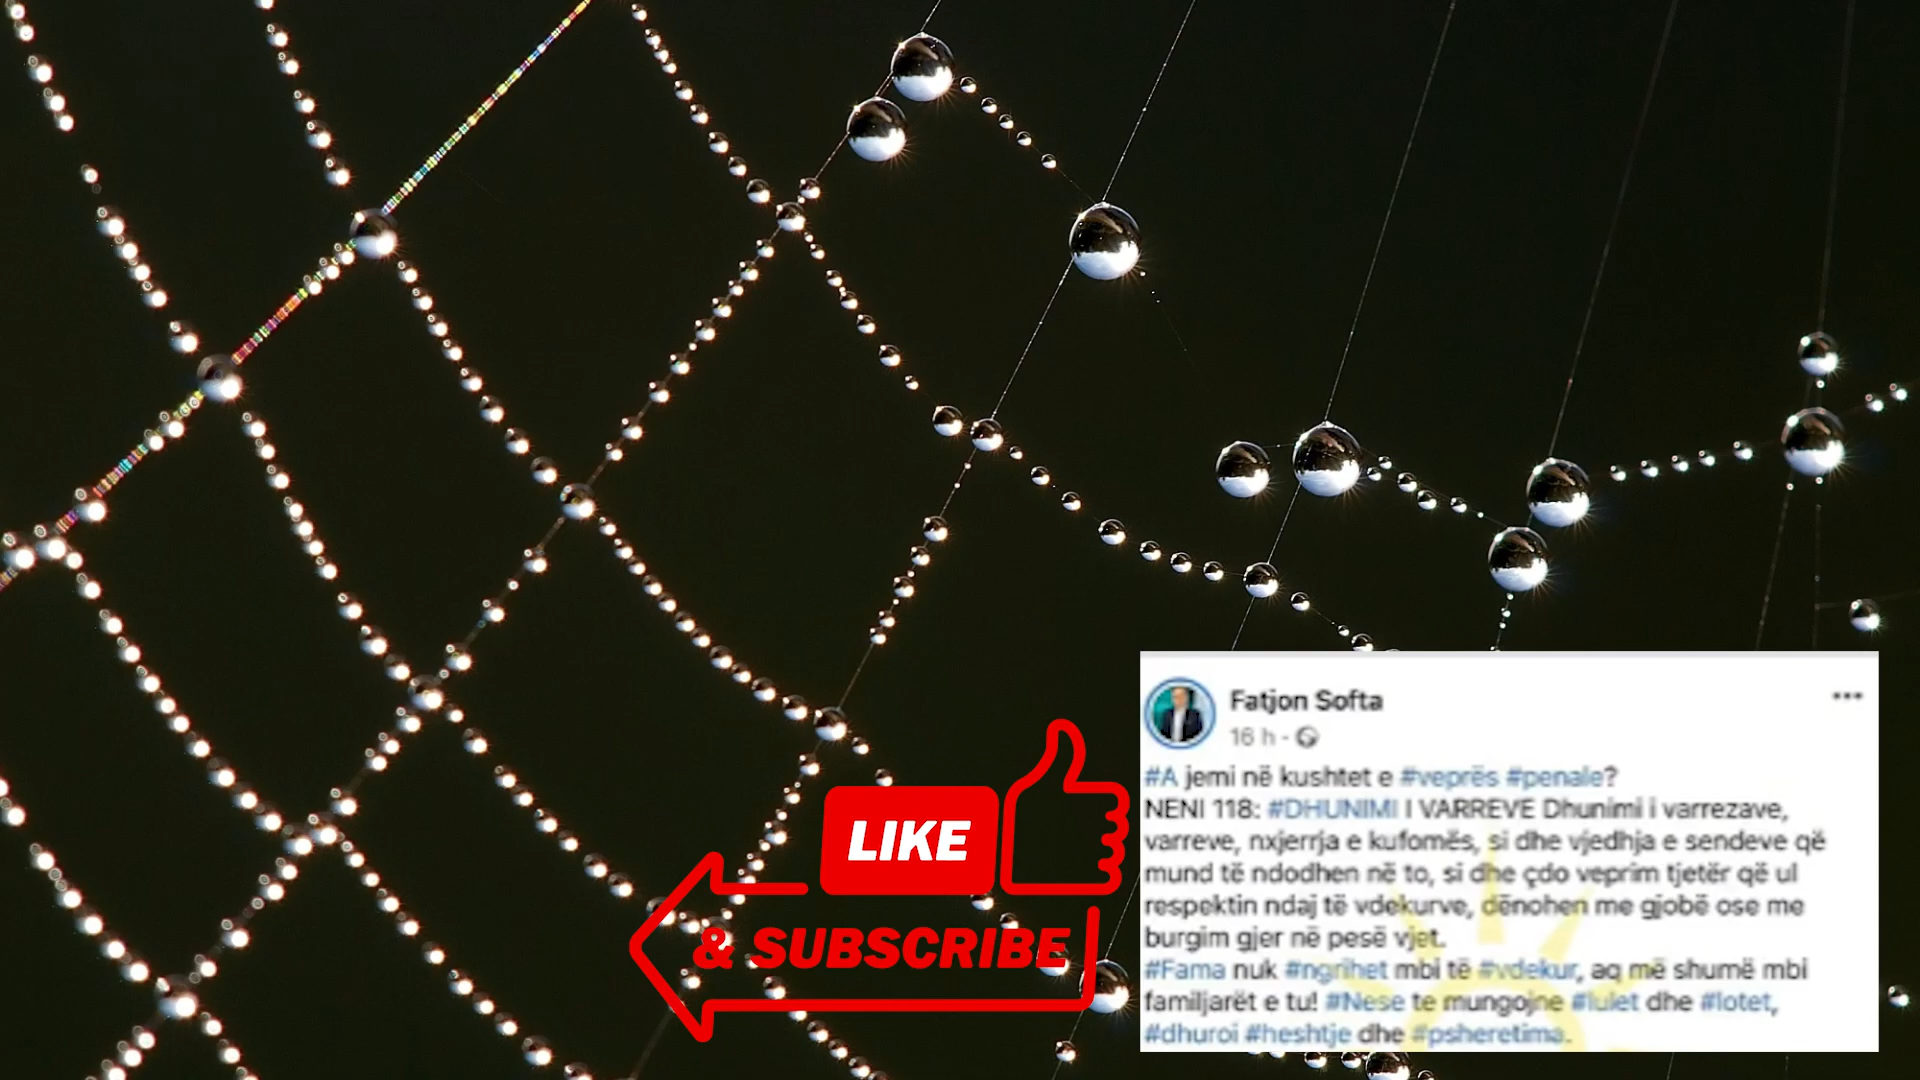 LIKE
& SUBSCRIBE
Fatjon Softa
16 h
#A jemi në kushtet e #veprës #penale?
NENI 118: #DHUNIMI I VARREVE Dhunimi i varrezave,
varreve, nxjerrja e kufomës, si dhe vjedhja e sendeve që
mund të ndodhen në to, si dhe çdo veprim tjetër që ul
respektin ndaj të vdekurve, dënohen me gjobë ose me
burgim gjer në pesë vjet.
#Fama nuk #ngrihet mbi të #vdekur, aq më shumë mbi
familjarët e tu! #Nese te mungojne #lulet dhe #lotet,
#dhuroi #heshtje dhe #psheretima.